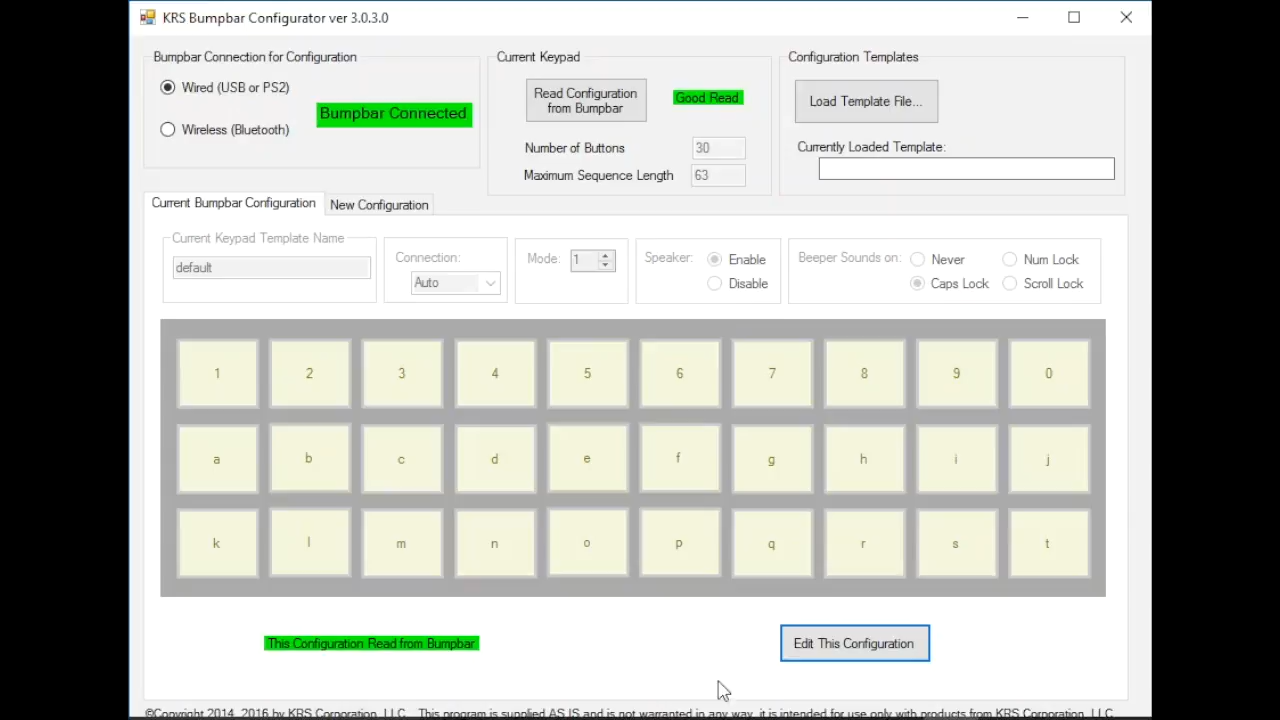 KRS Bumpbar Configurator ver 3.0.3.0
Bumpbar Connection for Configuration
Wired (USB or PS2)
Bumpbar Connected
Wireless (Bluetooth)
Current Keypad
Read Configuration
from Bumpbar
Good Read
Number of Buttons 30
Maximum Sequence Length 63
Configuration Templates
Load Template File...
Currently Loaded Template:
Current Bumpbar Configuration New Configuration
Current Keypad Template Name
default
Connection:
Auto
Mode: 1
Speaker: Enable
Disable
Beeper Sounds on: Never Num Lock
Caps Lock Scroll Lock
1 2 3 4 5 6 7 8 9 0
a b c d e f g h i j
k l m n o p q r s t
This Configuration Read from Bumpbar
Edit This Configuration
©Copyright 2014, 2016 by KRS Corporation, LLC. This program is supplied AS IS and is not warranted in any way, it is intended for use only with products from KRS Corporation, LLC